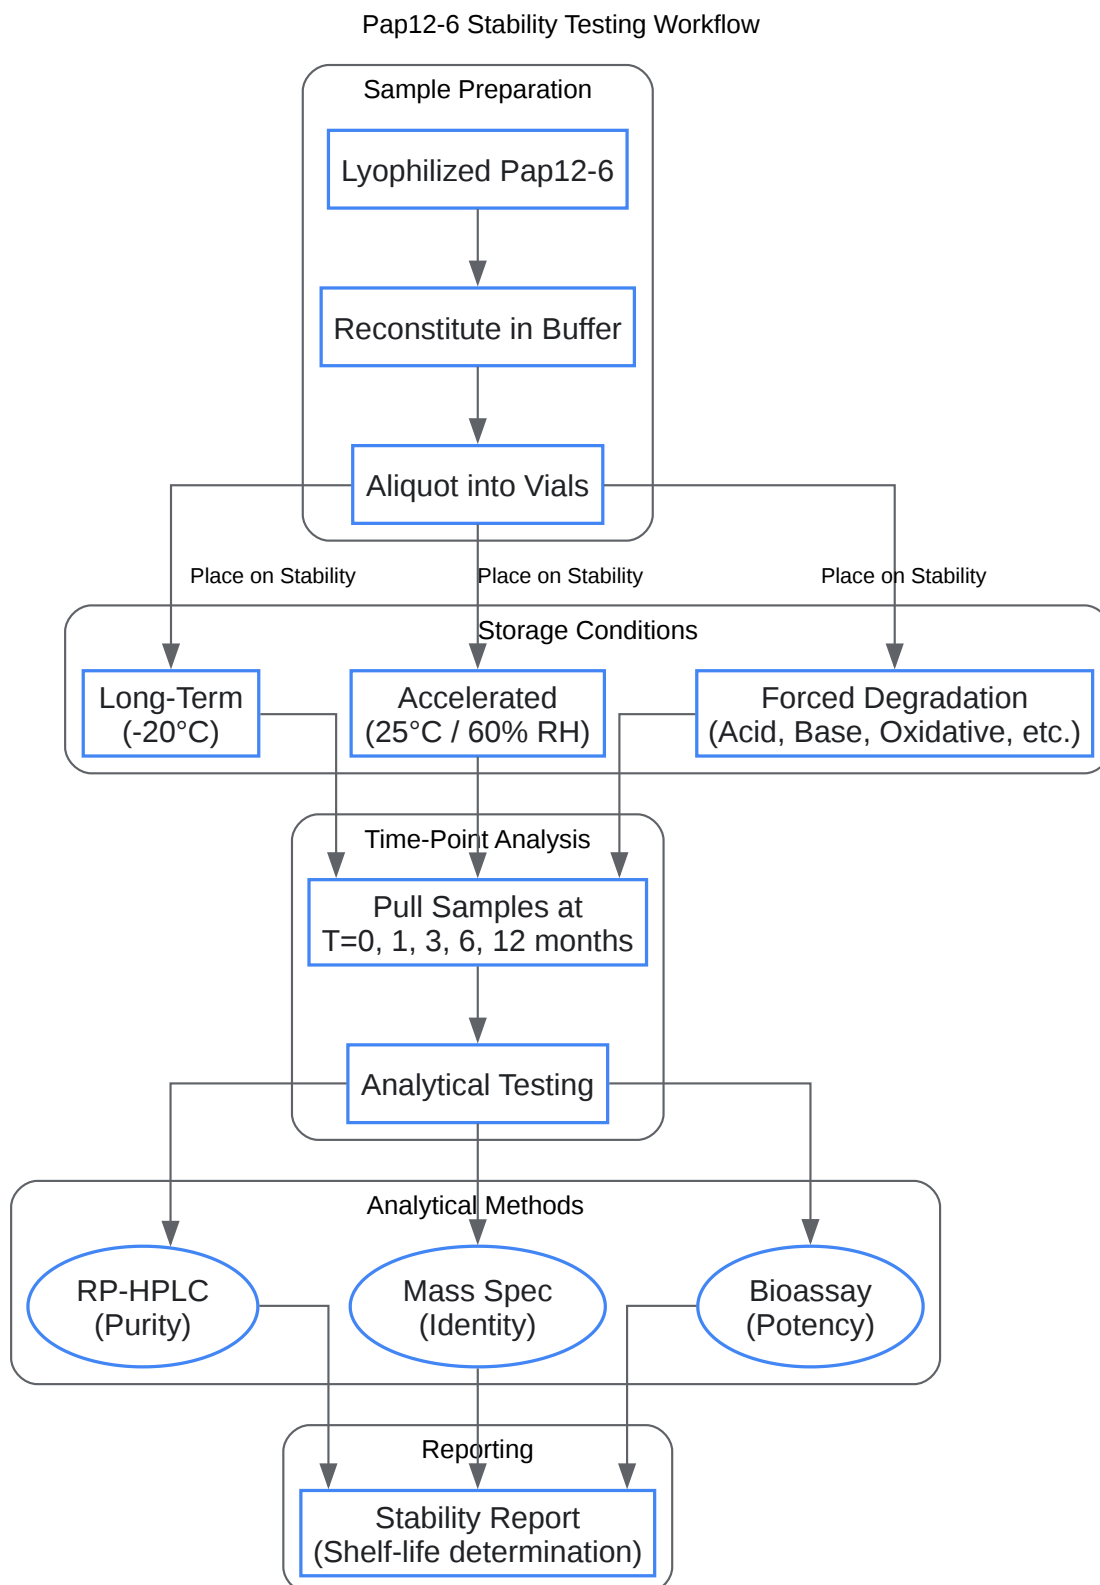 Pap12-6 Stability Testing Workflow
Sample Preparation
Lyophilized Pap12-6
Reconstitute in Buffer
Aliquot into Vials
Place on Stability
Place on Stability
Place on Stability
Storage Conditions
Long-Term
(-20°C)
Accelerated
(25°C / 60% RH)
Forced Degradation
(Acid, Base, Oxidative, etc.)
Time-Point Analysis
Pull Samples at
T=0, 1, 3, 6, 12 months
Analytical Testing
Analytical Methods
RP-HPLC
(Purity)
Mass Spec
(Identity)
Bioassay
(Potency)
Reporting
Stability Report
(Shelf-life determination)